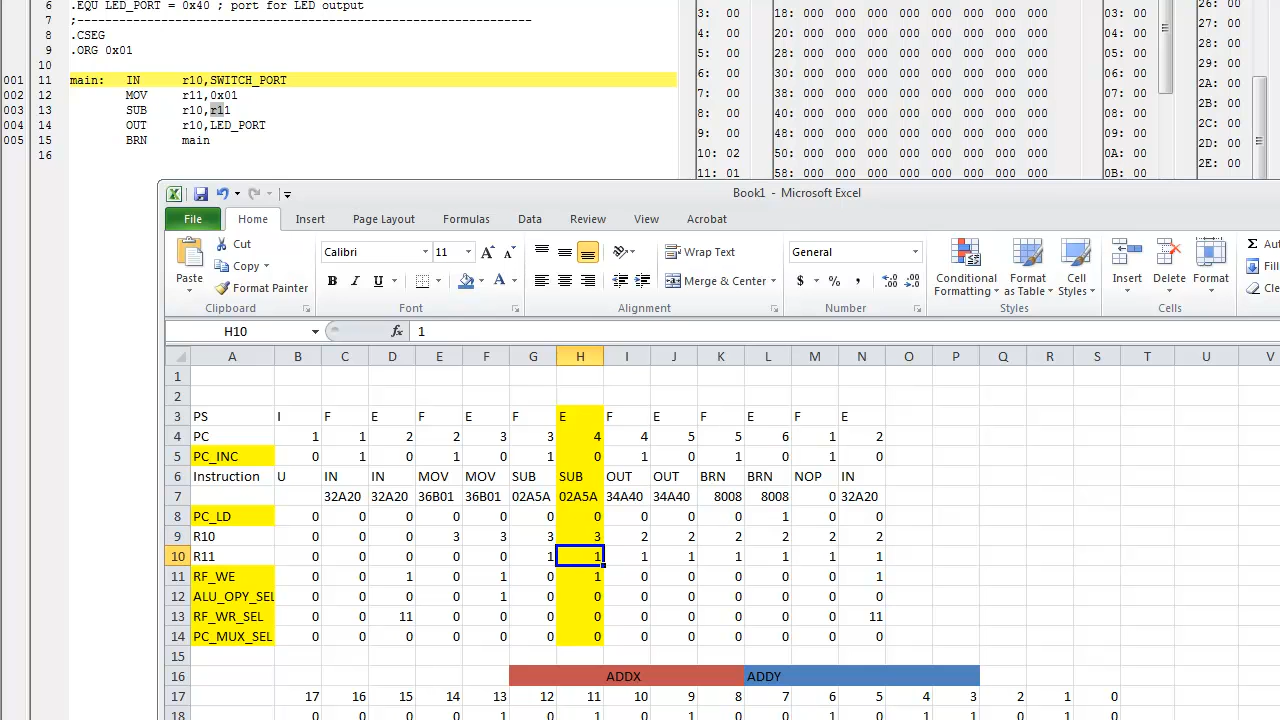 6 .EQU LED_PORT = 0x40 ; port for LED output
7 ;-------------------------------------------------------------
8 .CSEG
9 .ORG 0x01
10
001 11 main: IN r10,SWITCH_PORT
002 12 MOV r11,0x01
003 13 SUB r10,r11
004 14 OUT r10,LED_PORT
005 15 BRN main
16
3: 00
4: 00
5: 00
6: 00
7: 00
8: 00
9: 00
10: 02
11: 01
18: 000 000 000 000 000 000 000
20: 000 000 000 000 000 000 000
28: 000 000 000 000 000 000 000
30: 000 000 000 000 000 000 000
38: 000 000 000 000 000 000 000
40: 000 000 000 000 000 000 000
48: 000 000 000 000 000 000 000
50: 000 000 000 000 000 000 000
58: 000 000 000 000 000 000 000
03: 00
04: 00
05: 00
06: 00
07: 00
08: 00
09: 00
0A: 00
0B: 00
26: 00
27: 00
28: 00
29: 00
2A: 00
2B: 00
2C: 00
2D: 00
2E: 00
Book1 - Microsoft Excel
File Home Insert Page Layout Formulas Data Review View Acrobat
Paste Cut Copy Format Painter
Calibri 11 A A
B I U A
Wrap Text
Merge & Center
General
$ % ,
Conditional Formatting Format as Table Cell Styles
Insert Delete Format
Σ Aut
Fill
Cle
Clipboard Font Alignment Number Styles Cells
H10 fx 1
A B C D E F G H I J K L M N O P Q R S T U V
1
2
3 PS I F E F E F E F E F E F E
4 PC 1 1 2 2 3 3 4 4 5 5 6 1 2
5 PC_INC 0 1 0 1 0 1 0 1 0 1 0 1 0
6 Instruction U IN IN MOV MOV SUB SUB OUT OUT BRN BRN NOP IN
7 32A20 32A20 36B01 36B01 02A5A 02A5A 34A40 34A40 8008 8008 0 32A20
8 PC_LD 0 0 0 0 0 0 0 0 0 0 1 0 0
9 R10 0 0 0 3 3 3 3 2 2 2 2 2 2
10 R11 0 0 0 0 0 1 1 1 1 1 1 1 1
11 RF_WE 0 0 1 0 1 0 1 0 0 0 0 0 1
12 ALU_OPY_SEL 0 0 0 0 1 0 0 0 0 0 0 0 0
13 RF_WR_SEL 0 0 11 0 0 0 0 0 0 0 0 0 11
14 PC_MUX_SEL 0 0 0 0 0 0 0 0 0 0 0 0 0
15
16 ADDX ADDY
17 17 16 15 14 13 12 11 10 9 8 7 6 5 4 3 2 1 0
18